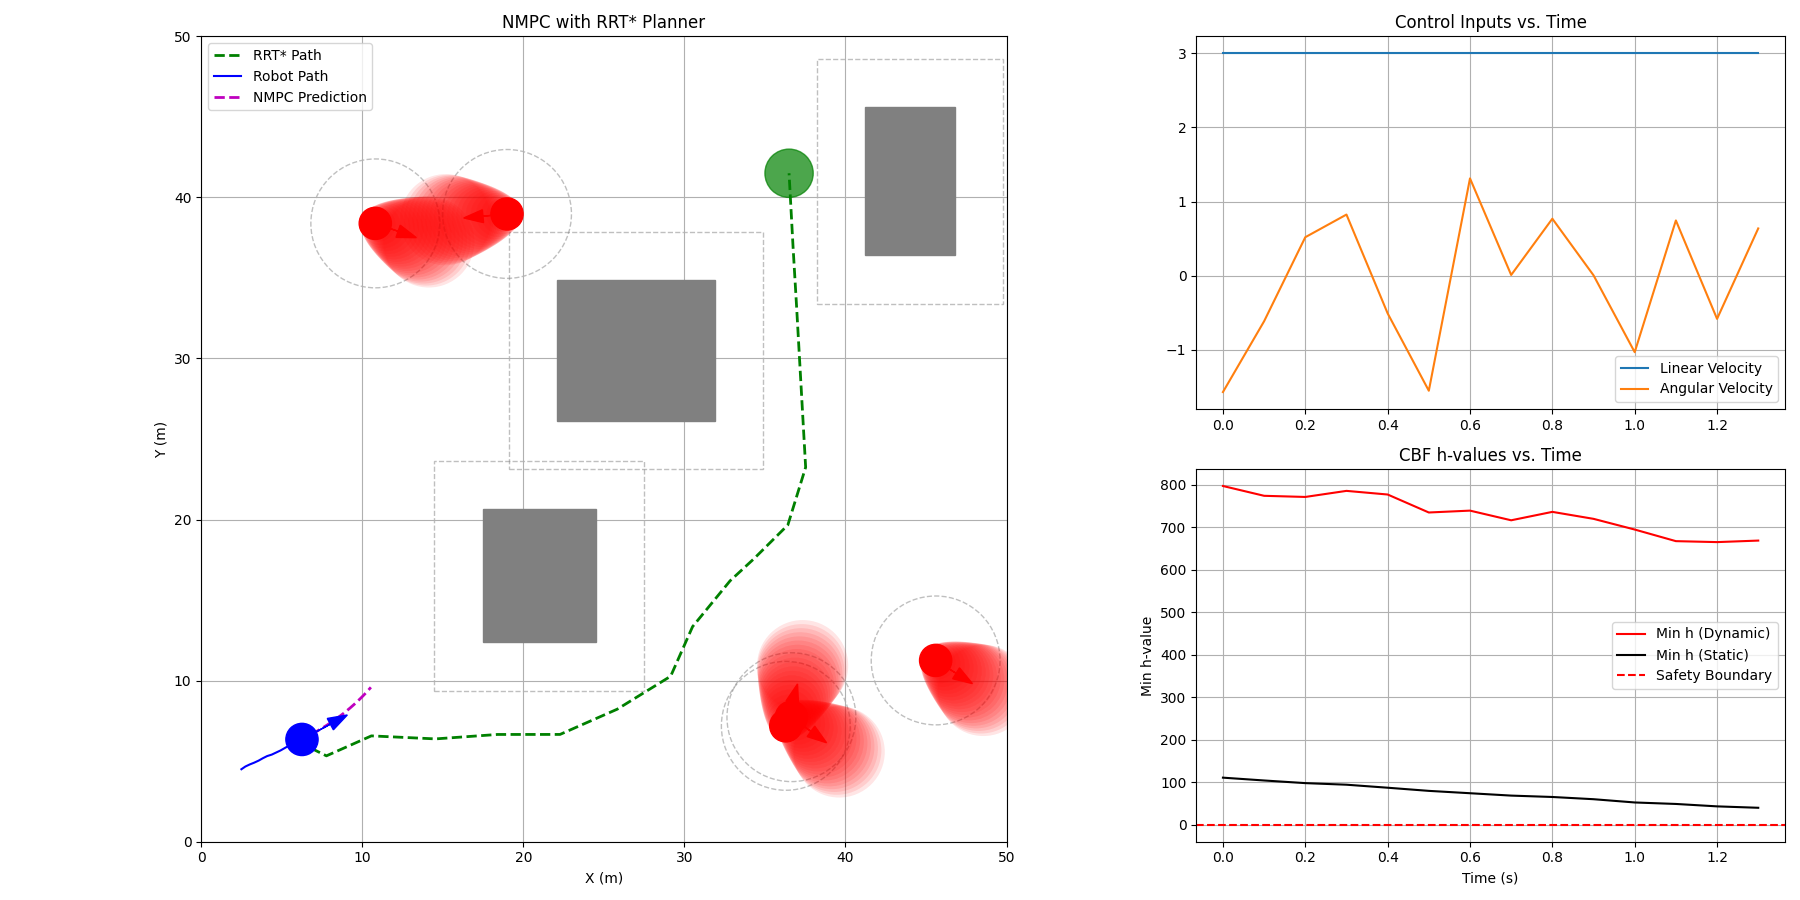 NMPC with RRT* Planner
50
40
30
20
10
0
Y (m)
RRT* Path
Robot Path
NMPC Prediction
0 10 20 30 40 50
X (m)
Control Inputs vs. Time
3
2
1
0
−1
Linear Velocity
Angular Velocity
0.0 0.2 0.4 0.6 0.8 1.0 1.2
CBF h-values vs. Time
800
700
600
500
400
300
200
100
0
Min h-value
Min h (Dynamic)
Min h (Static)
Safety Boundary
0.0 0.2 0.4 0.6 0.8 1.0 1.2
Time (s)